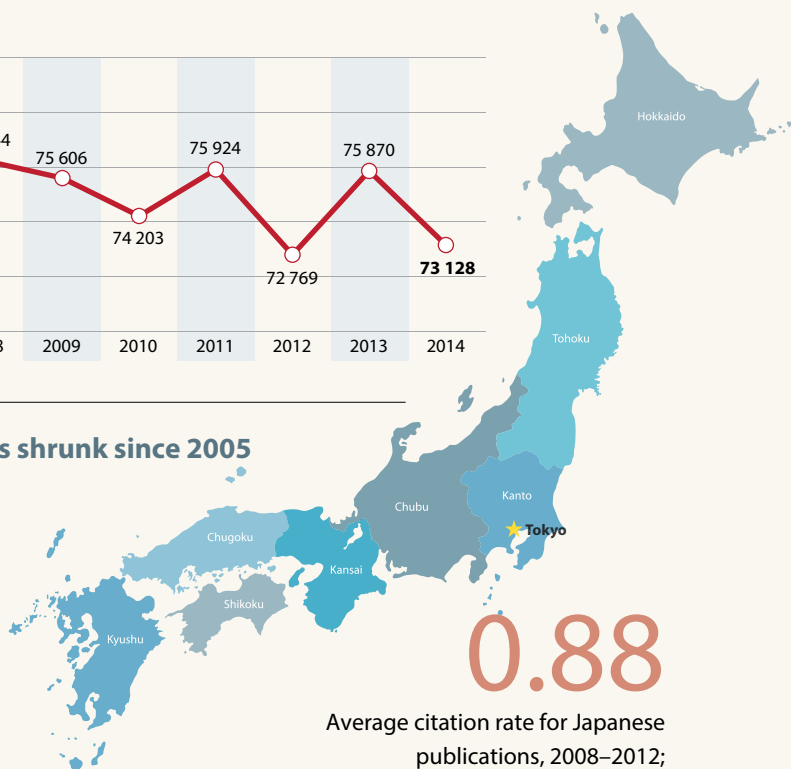 4
75 606
74 203
75 924
72 769
75 870
73 128
8
2009
2010
2011
2012
2013
2014
s shrunk since 2005
Hokkaido
Tohoku
Chubu
Kanto
Tokyo
Chugoku
Kansai
Shikoku
Kyushu
0.88
Average citation rate for Japanese
publications, 2008–2012;